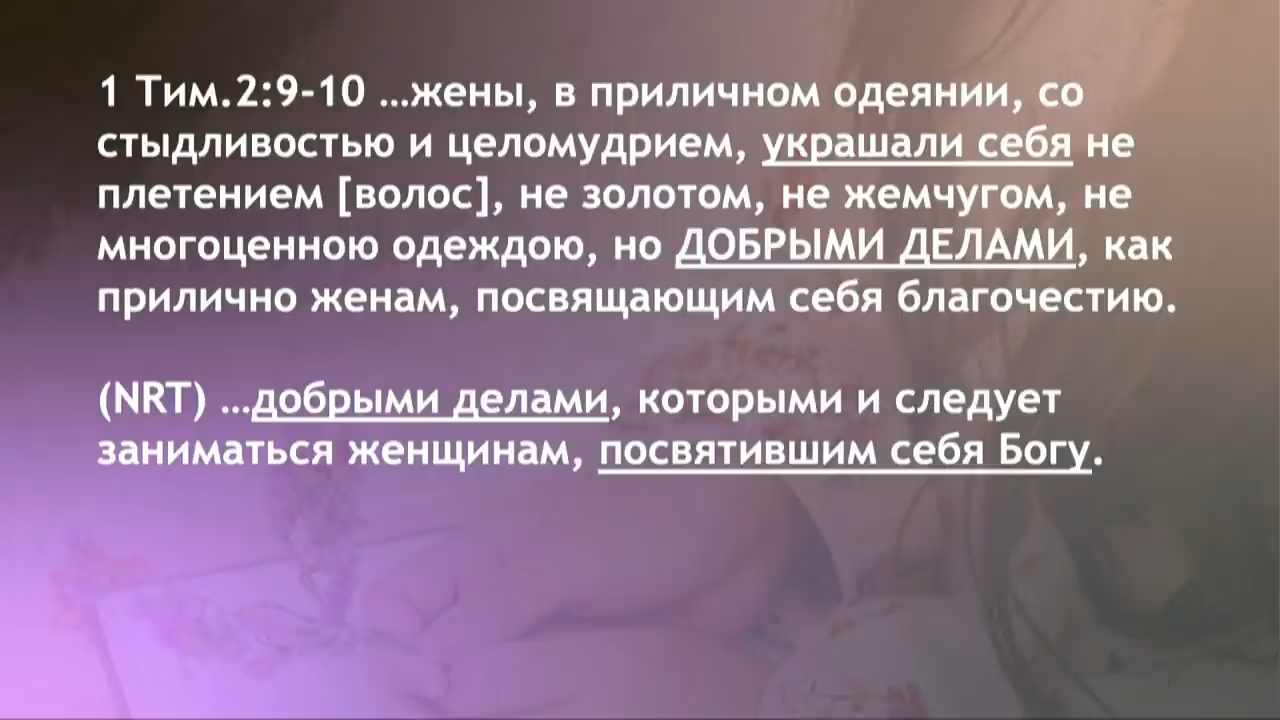 1 Тим.2:9-10 …жены, в приличном одеянии, со
стыдливостью и целомудрием, украшали себя не
плетением [волос], не золотом, не жемчугом, не
многоценною одеждою, но ДОБРЫМИ ДЕЛАМИ, как
прилично женам, посвящающим себя благочестию.
(NRT) …добрыми делами, которыми и следует
заниматься женщинам, посвятившим себя Богу.